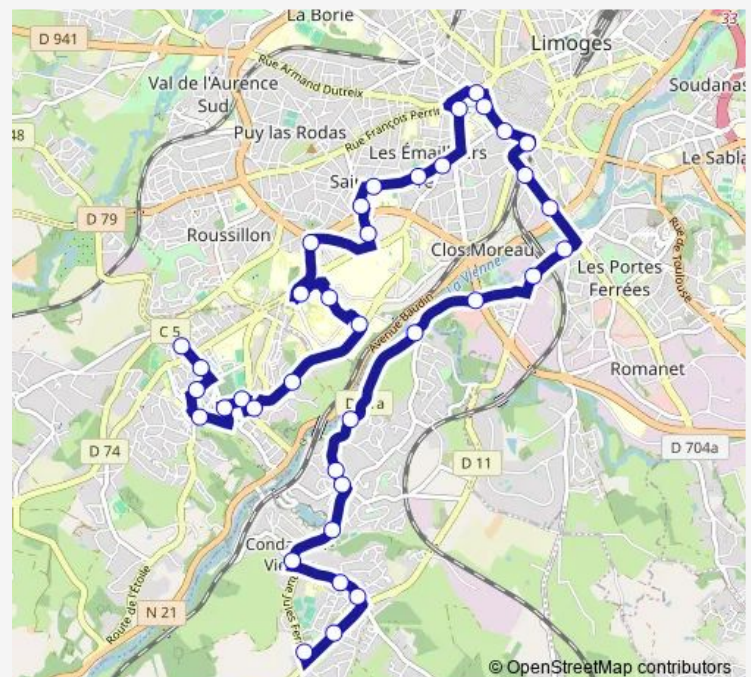 La Borie
33
D 941
Limoges
Rue Armand Dutreix
Val de l'Aurence
Sud
Soudanas
Rue François Perrin
Puy las Rodas
48
Les Émailliers
Le Sabla
D 79
Roussillon
Rue de Toulouse
Clos Moreau
La Vienne
Les Portes
Ferrées
Avenue Baudin
C 5
Romanet
D 74
D 704a
D 11
Route de l'Étoile
N 21
© OpenStreetMap contributors